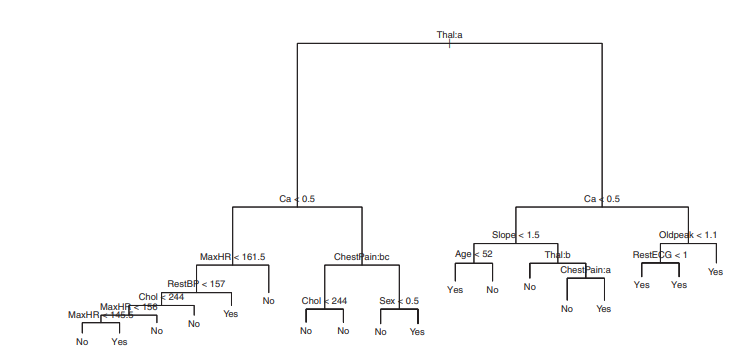 Thal:a
Ca < 0.5
Ca < 0.5
Slope < 1.5
Oldpeak < 1.1
MaxHR < 161.5
ChestPain:bc
Age < 52
Thal:b
RestECG < 1
ChestPain:a
Yes
RestBP < 157
Yes
No
No
Yes
Yes
Chol < 244
No
Chol < 244
Sex < 0.5
MaxHR < 156
No
Yes
MaxHR < 145.5
Yes
No
No
No
No
No
Yes
No
Yes